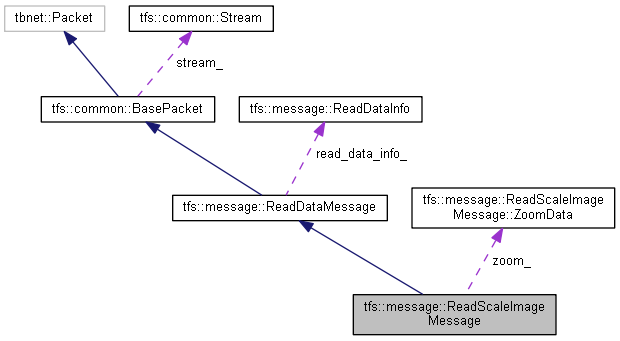 tbnet::Packet
tfs::common::Stream
stream_
tfs::common::BasePacket
tfs::message::ReadDataInfo
read_data_info_
tfs::message::ReadDataMessage
tfs::message::ReadScaleImage
Message::ZoomData
zoom_
tfs::message::ReadScaleImage
Message